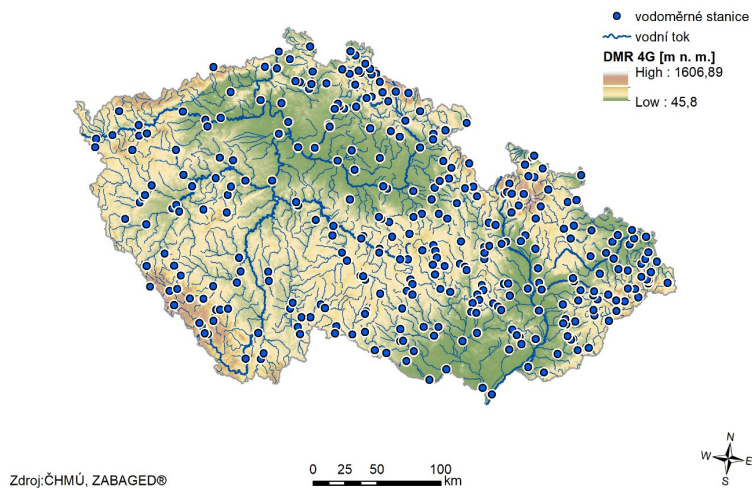 vodoměrné stanice
vodní tok
DMR 4G [m n. m.]
High : 1606,89
Low : 45,8
N
W E
S
Zdroj:ČHMÚ, ZABAGED®
0 25 50 100
km